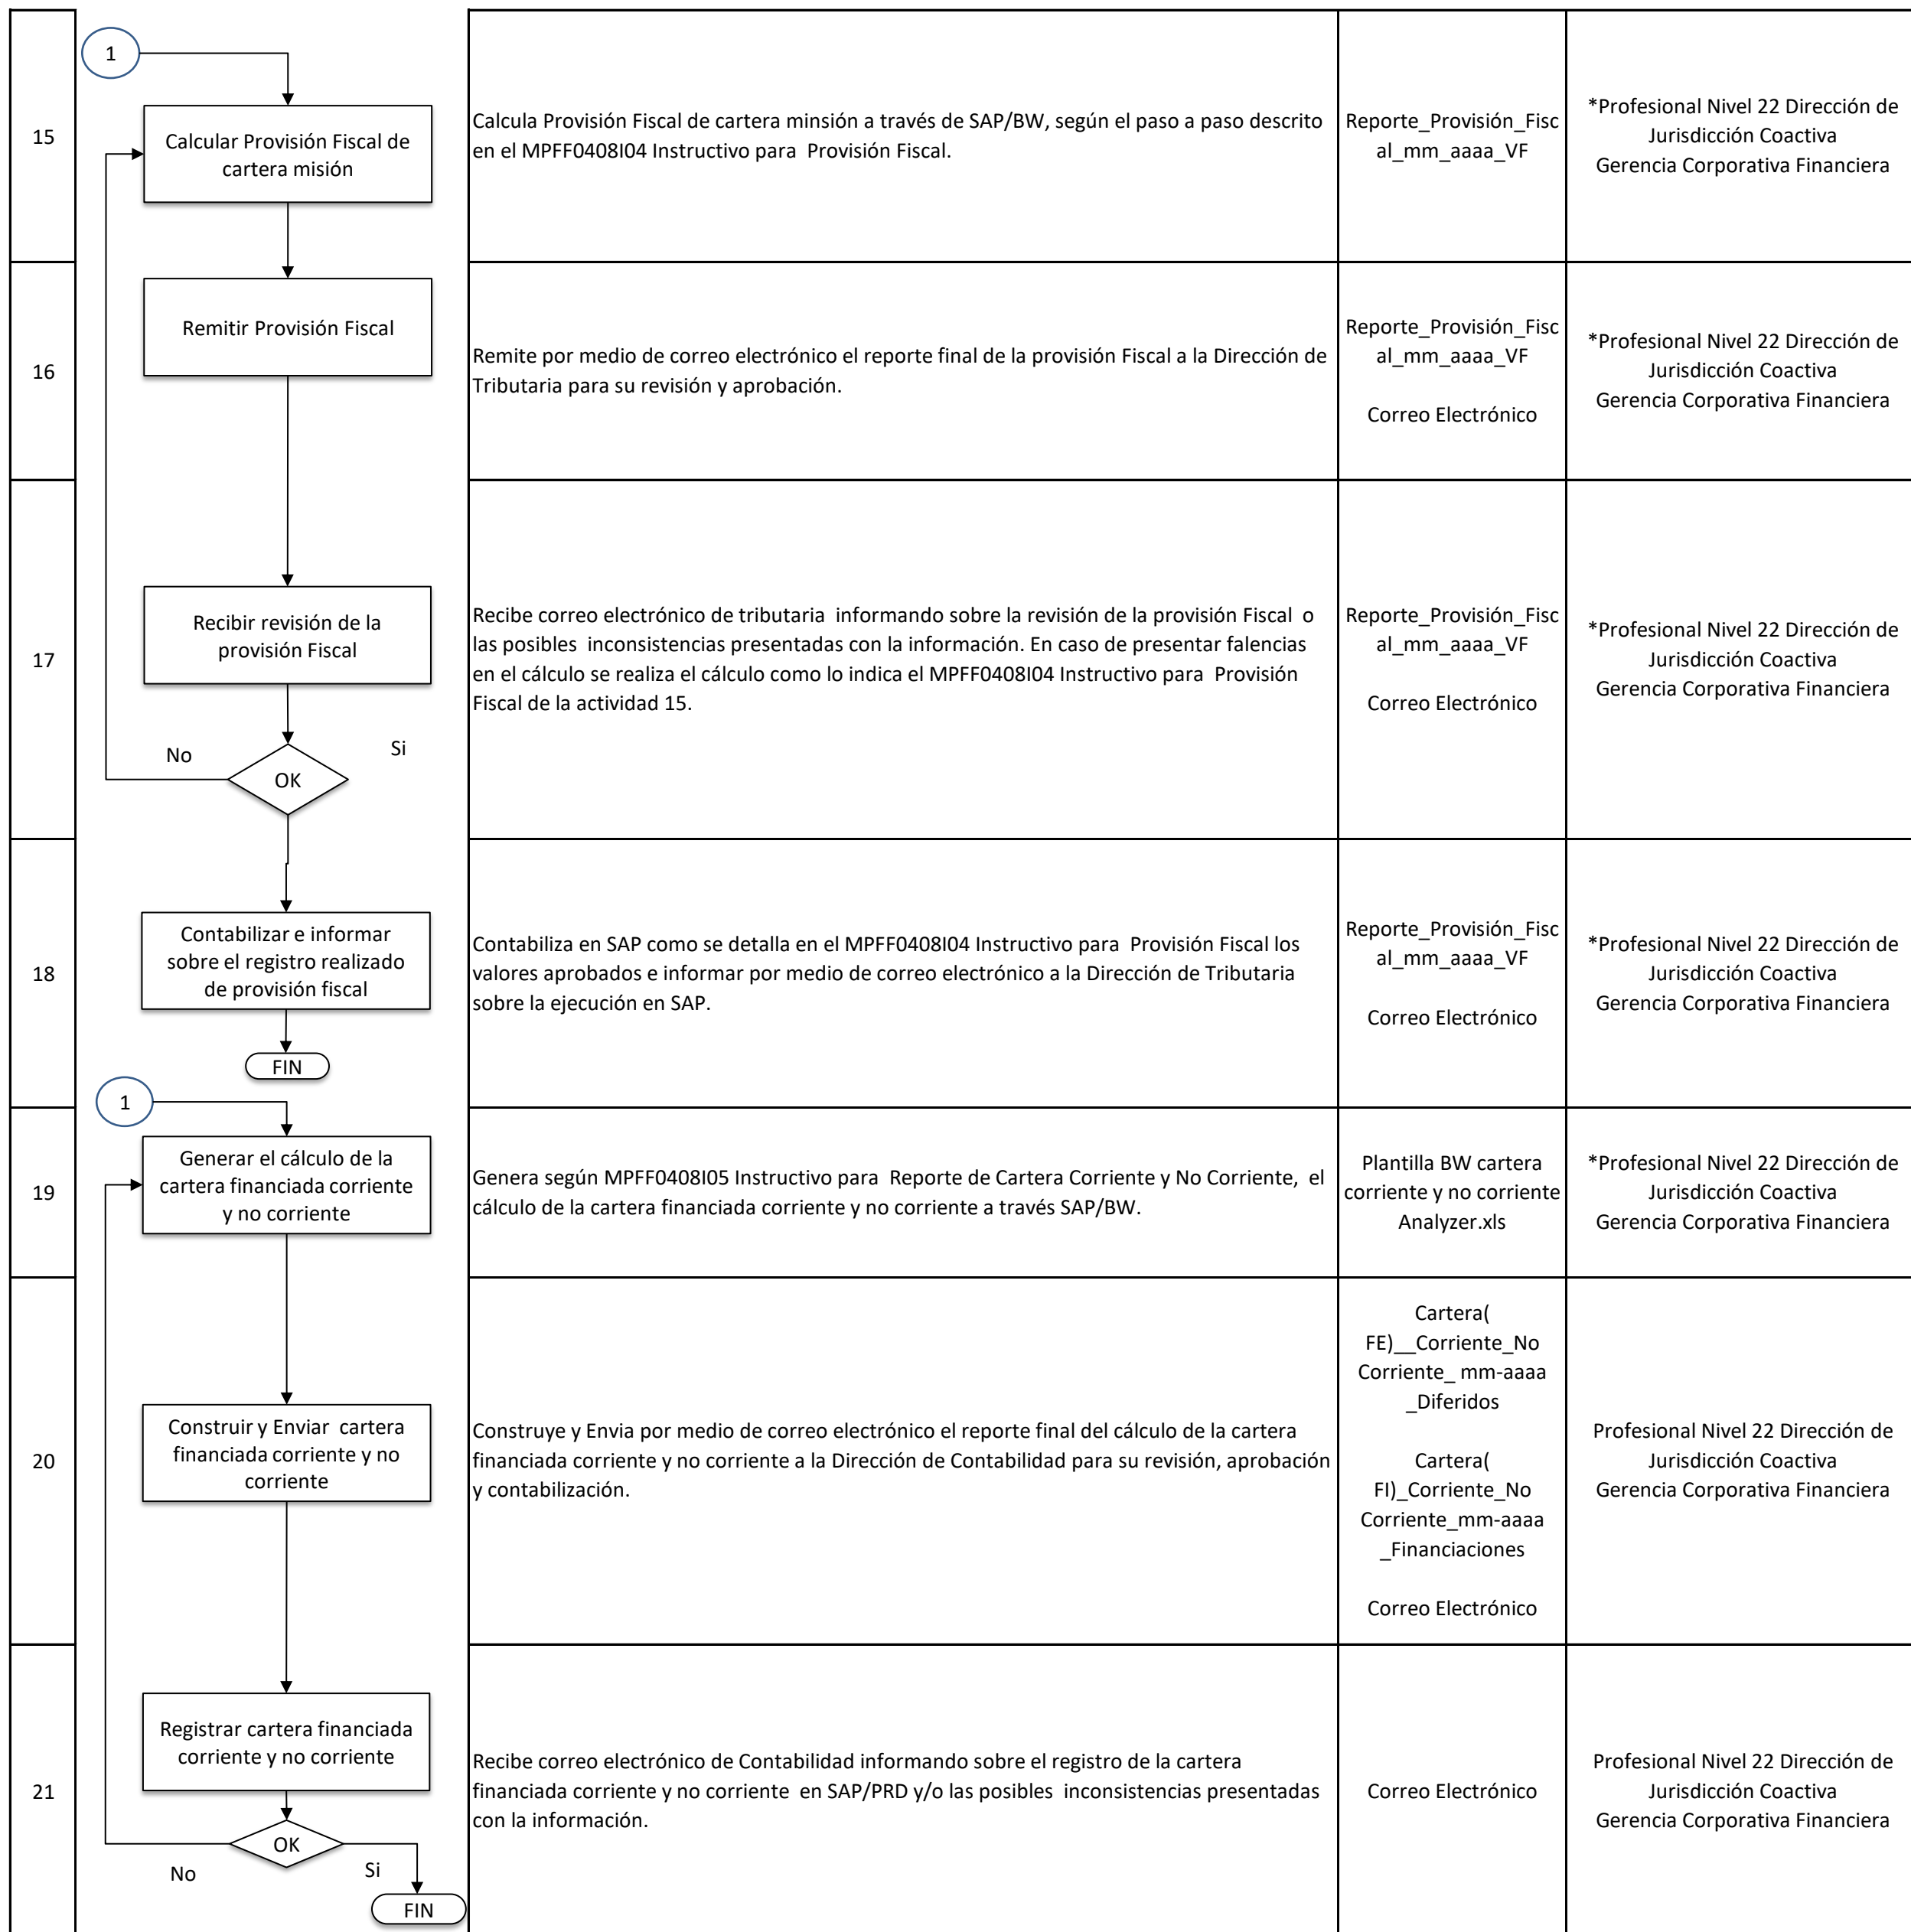 15
1
Calcular Provisión Fiscal de
cartera misión
Calcula Provisión Fiscal de cartera minsión a través de SAP/BW, según el paso a paso descrito
en el MPFF0408I04 Instructivo para  Provisión Fiscal.
Reporte_Provisión_Fisc
al_mm_aaaa_VF
*Profesional Nivel 22 Dirección de
Jurisdicción Coactiva
Gerencia Corporativa Financiera
16
Remitir Provisión Fiscal
Remite por medio de correo electrónico el reporte final de la provisión Fiscal a la Dirección de
Tributaria para su revisión y aprobación.
Reporte_Provisión_Fisc
al_mm_aaaa_VF
Correo Electrónico
*Profesional Nivel 22 Dirección de
Jurisdicción Coactiva
Gerencia Corporativa Financiera
17
Recibir revisión de la
provisión Fiscal
No
Si
OK
Recibe correo electrónico de tributaria  informando sobre la revisión de la provisión Fiscal  o
las posibles  inconsistencias presentadas con la información. En caso de presentar falencias
en el cálculo se realiza el cálculo como lo indica el MPFF0408I04 Instructivo para  Provisión
Fiscal de la actividad 15.
Reporte_Provisión_Fisc
al_mm_aaaa_VF
Correo Electrónico
*Profesional Nivel 22 Dirección de
Jurisdicción Coactiva
Gerencia Corporativa Financiera
18
Contabilizar e informar
sobre el registro realizado
de provisión fiscal
FIN
Contabiliza en SAP como se detalla en el MPFF0408I04 Instructivo para  Provisión Fiscal los
valores aprobados e informar por medio de correo electrónico a la Dirección de Tributaria
sobre la ejecución en SAP.
Reporte_Provisión_Fisc
al_mm_aaaa_VF
Correo Electrónico
*Profesional Nivel 22 Dirección de
Jurisdicción Coactiva
Gerencia Corporativa Financiera
19
1
Generar el cálculo de la
cartera financiada corriente
y no corriente
Genera según MPFF0408I05 Instructivo para  Reporte de Cartera Corriente y No Corriente,  el
cálculo de la cartera financiada corriente y no corriente a través SAP/BW.
Plantilla BW cartera
corriente y no corriente
Analyzer.xls
*Profesional Nivel 22 Dirección de
Jurisdicción Coactiva
Gerencia Corporativa Financiera
20
Construir y Enviar  cartera
financiada corriente y no
corriente
Construye y Envia por medio de correo electrónico el reporte final del cálculo de la cartera
financiada corriente y no corriente a la Dirección de Contabilidad para su revisión, aprobación
y contabilización.
Cartera(
FE)__Corriente_No
Corriente_ mm-aaaa
_Diferidos
Cartera(
FI)_Corriente_No
Corriente_mm-aaaa
_Financiaciones
Correo Electrónico
Profesional Nivel 22 Dirección de
Jurisdicción Coactiva
Gerencia Corporativa Financiera
21
Registrar cartera financiada
corriente y no corriente
OK
No
Si
FIN
Recibe correo electrónico de Contabilidad informando sobre el registro de la cartera
financiada corriente y no corriente  en SAP/PRD y/o las posibles  inconsistencias presentadas
con la información.
Correo Electrónico
Profesional Nivel 22 Dirección de
Jurisdicción Coactiva
Gerencia Corporativa Financiera